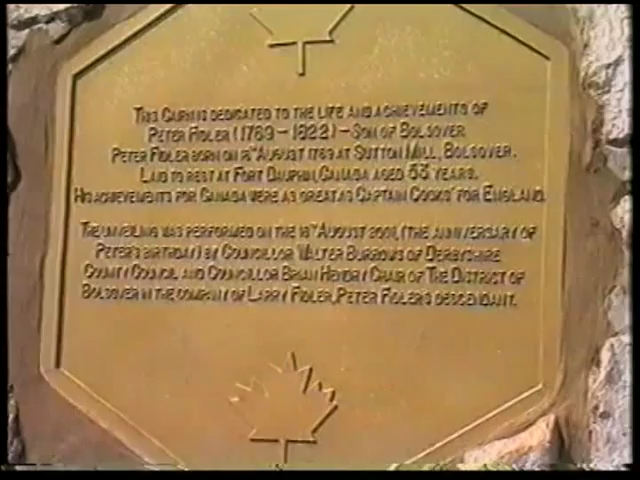 This Cairn is dedicated to the life and achievements of
Peter Fidler (1769 – 1822) – Son of Bolsover
Peter Fidler born on 16th August 1769 at Sutton Mill, Bolsover.
Laid to rest at Fort Dauphin, Canada aged 53 years.
His achievements for Canada were as great as Captain Cooks' for England.
The unveiling was performed on the 16th August 2001, (the anniversary of
Peter's birthday) by Councillor Walter Burrows of Derbyshire
County Council and Councillor Brian Hendry Chair of The District of
Bolsover in the company of Larry Fidler, Peter Fidler's descendant.